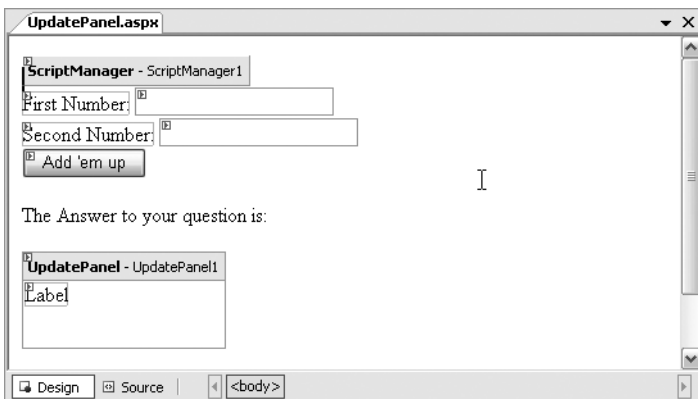 UpdatePanel.aspx
ScriptManager - ScriptManager1
First Number:
Second Number:
Add 'em up
The Answer to your question is:
UpdatePanel - UpdatePanel1
Label
Design Source <body>